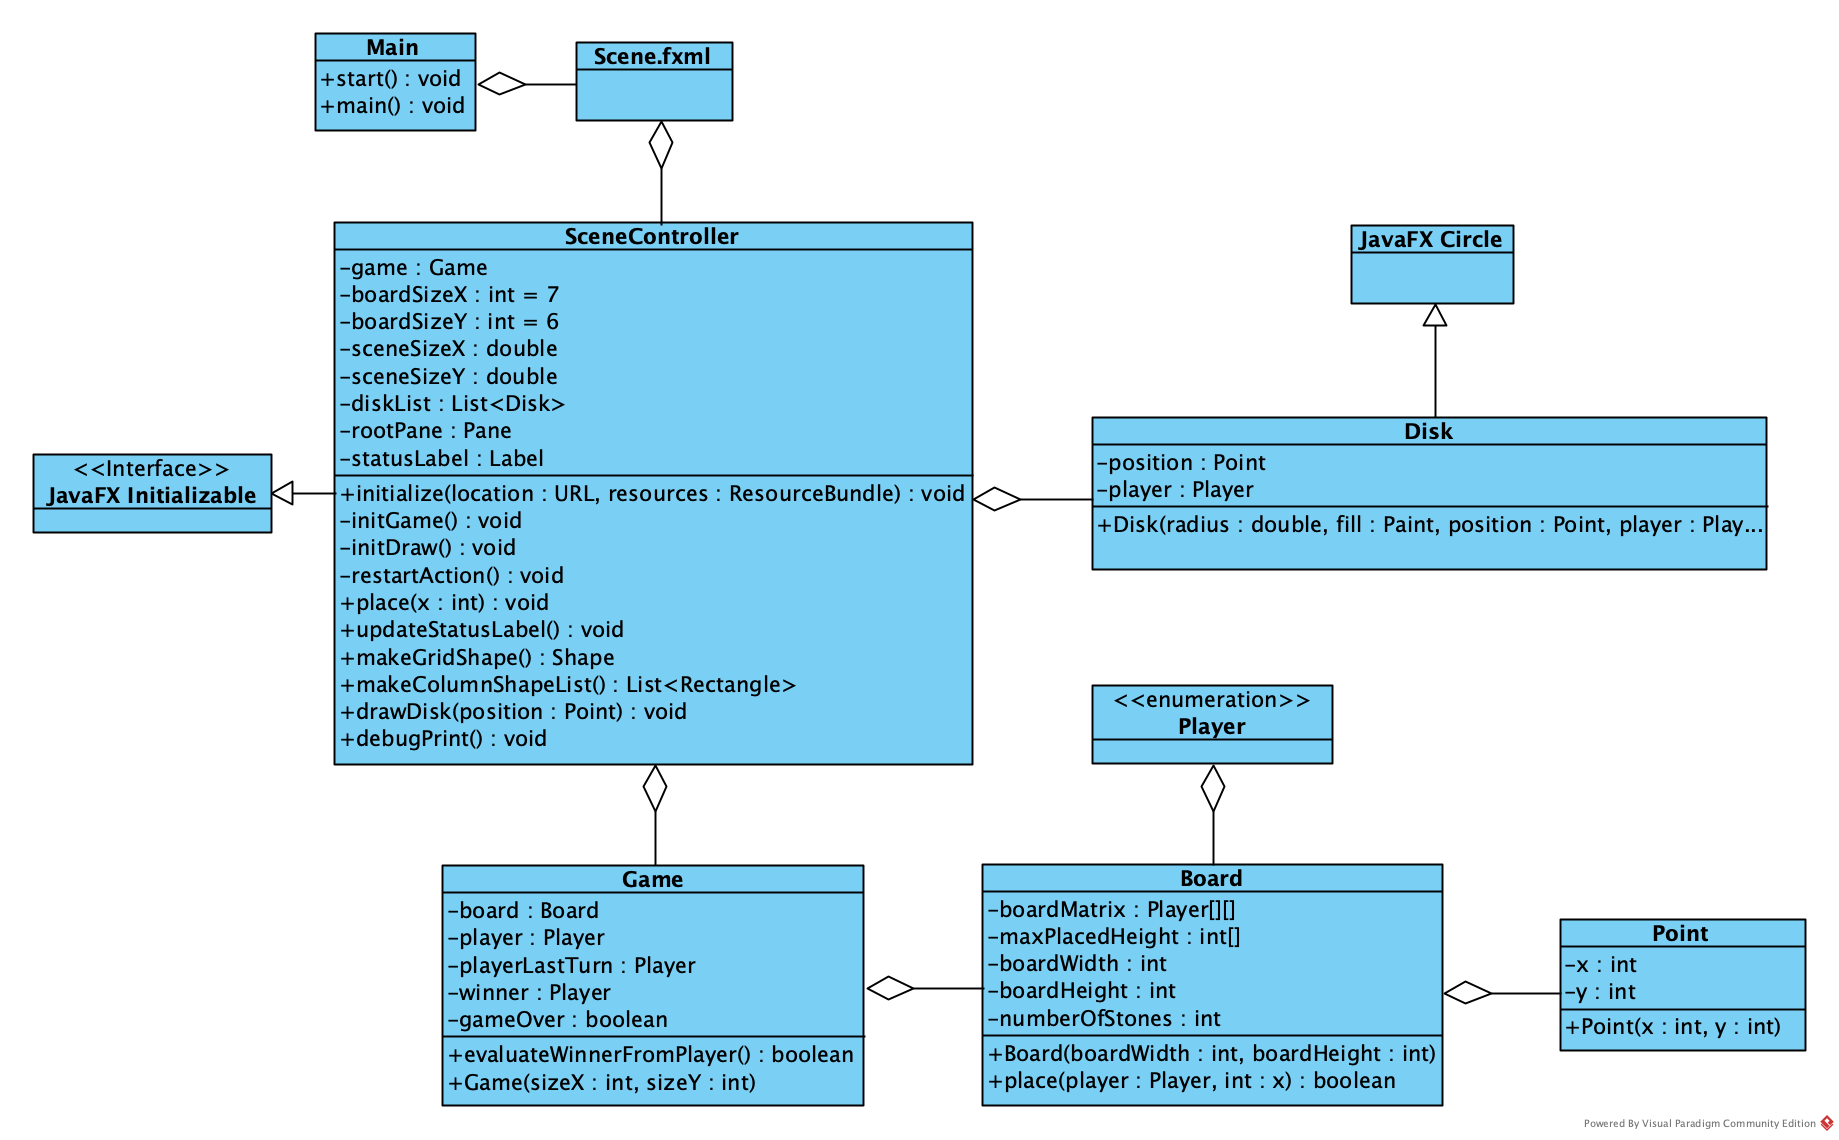 Main
+start() : void
+main() : void
Scene.fxml
SceneController
-game : Game
-boardSizeX : int = 7
-boardSizeY : int = 6
-sceneSizeX : double
-sceneSizeY : double
-diskList : List<Disk>
-rootPane : Pane
-statusLabel : Label
+initialize(location : URL, resources : ResourceBundle) : void
-initGame() : void
-initDraw() : void
-restartAction() : void
+place(x : int) : void
+updateStatusLabel() : void
+makeGridShape() : Shape
+makeColumnShapeList() : List<Rectangle>
+drawDisk(position : Point) : void
+debugPrint() : void
JavaFX Circle
<<Interface>>
JavaFX Initializable
Disk
-position : Point
-player : Player
+Disk(radius : double, fill : Paint, position : Point, player : Play...
<<enumeration>>
Player
Game
-board : Board
-player : Player
-playerLastTurn : Player
-winner : Player
-gameOver : boolean
+evaluateWinnerFromPlayer() : boolean
+Game(sizeX : int, sizeY : int)
Board
-boardMatrix : Player[][]
-maxPlacedHeight : int[]
-boardWidth : int
-boardHeight : int
-numberOfStones : int
+Board(boardWidth : int, boardHeight : int)
+place(player : Player, int : x) : boolean
Point
-x : int
-y : int
+Point(x : int, y : int)
Powered By Visual Paradigm Community Edition